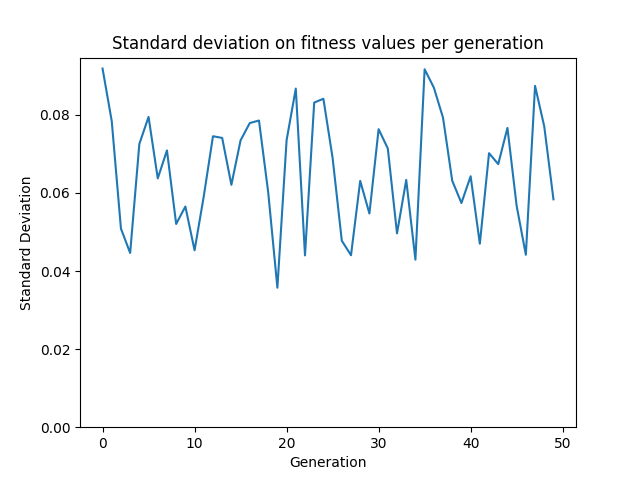 Standard deviation on fitness values per generation
0.08
0.06
0.04
0.02
0.00
Standard Deviation
0 10 20 30 40 50
Generation